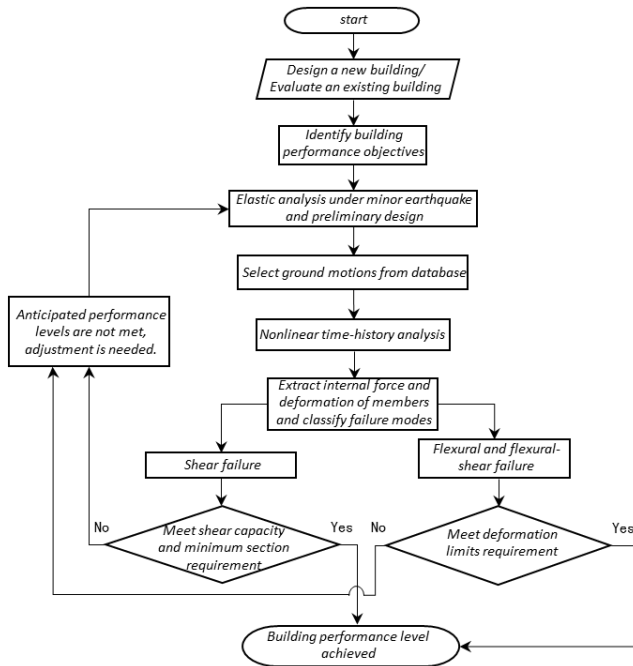 start
Design a new building/
Evaluate an existing building
Identify building
performance objectives
Elastic analysis under minor earthquake
and preliminary design
Select ground motions from database
Anticipated performance
levels are not met,
adjustment is needed.
Nonlinear time-history analysis
Extract internal force and
deformation of members
and classify failure modes
Shear failure
Flexural and flexural-
shear failure
No
Meet shear capacity
and minimum section
requirement
Yes
No
Meet deformation
limits requirement
Yes
Building performance level
achieved